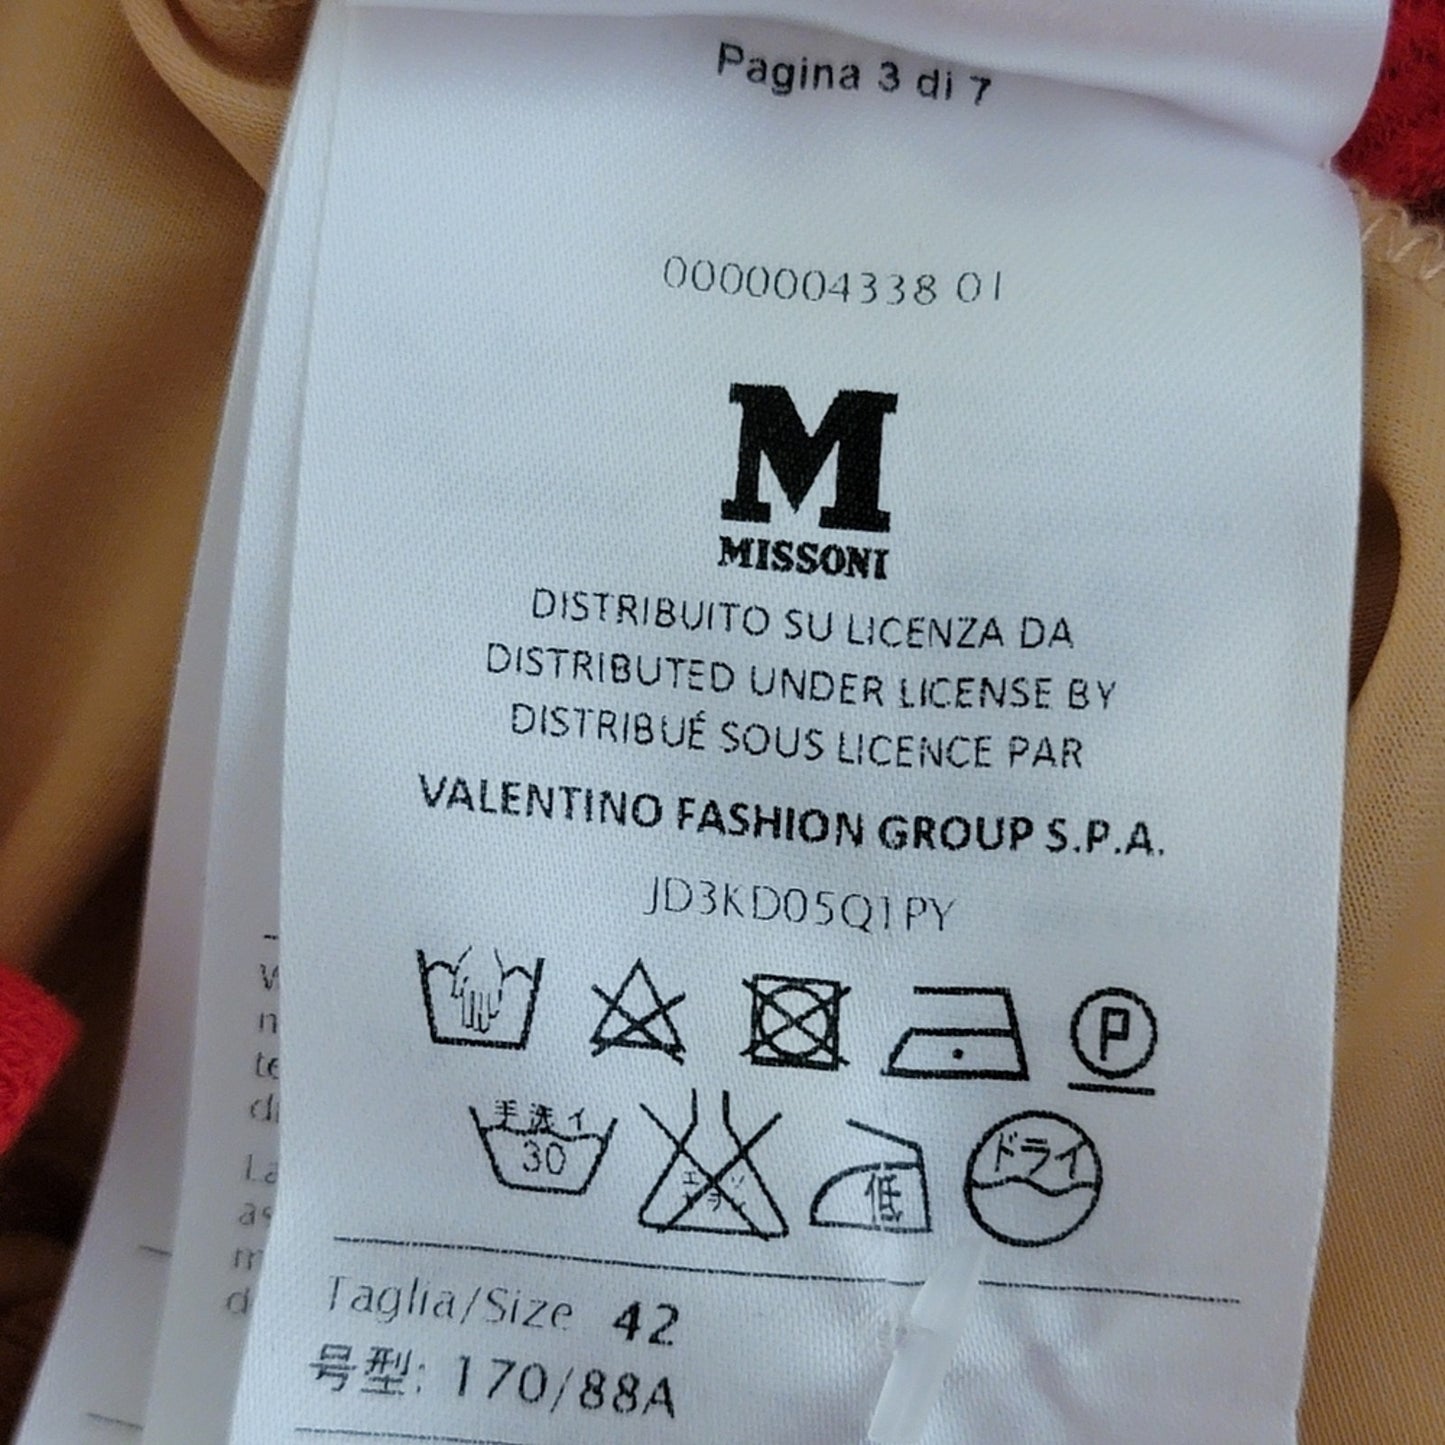 Pagina 3 di 7
0000004338 01
M
MISSONI
DISTRIBUITO SU LICENZA DA
DISTRIBUTED UNDER LICENSE BY
DISTRIBUÉ SOUS LICENCE PAR
VALENTINO FASHION GROUP S.P.A.
JD3KD05Q1PY
P
手洗イ
30
低
ドライ
Taglia/Size 42
号型: 170/88A